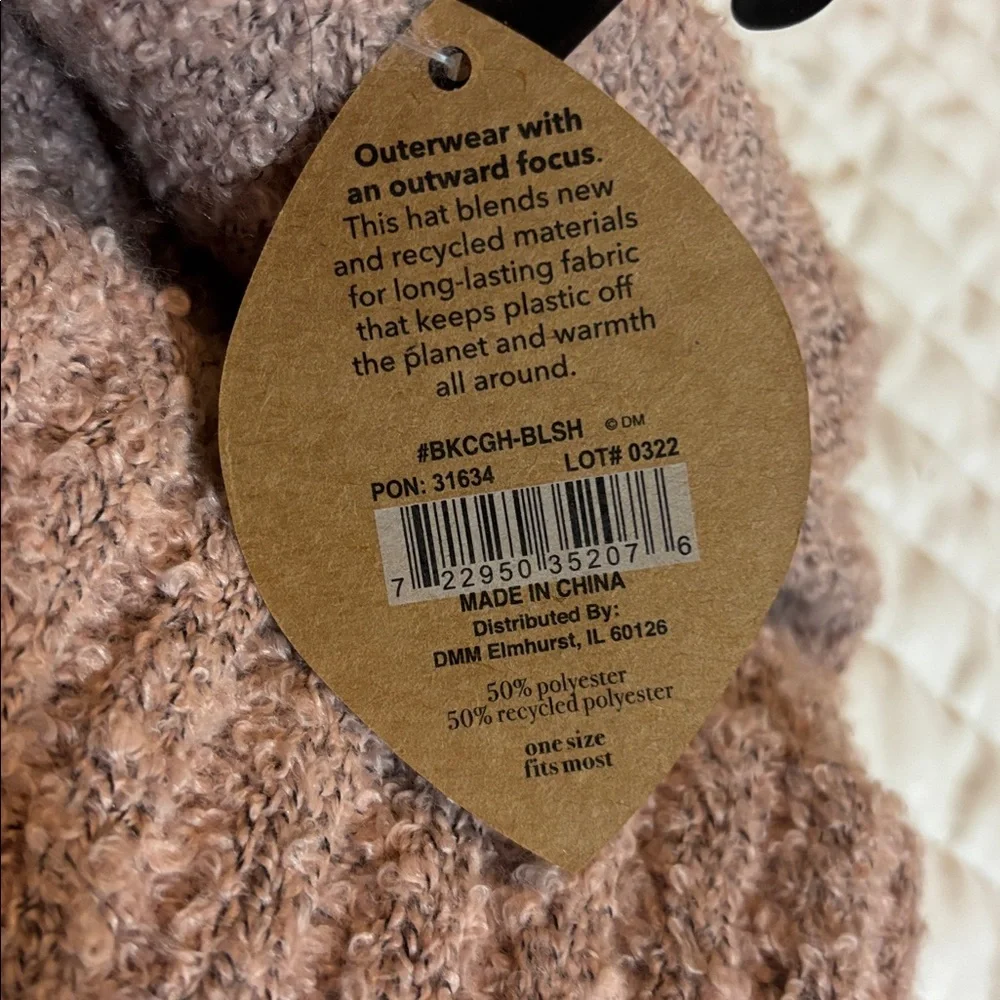 Outerwear with
an outward focus.
This hat blends new
and recycled materials
for long-lasting fabric
that keeps plastic off
the planet and warmth
all around.
#BKCGH-BLSH © DM
PON: 31634 LOT# 0322
7 22950 35207 6
MADE IN CHINA
Distributed By:
DMM Elmhurst, IL 60126
50% polyester
50% recycled polyester
one size
fits most